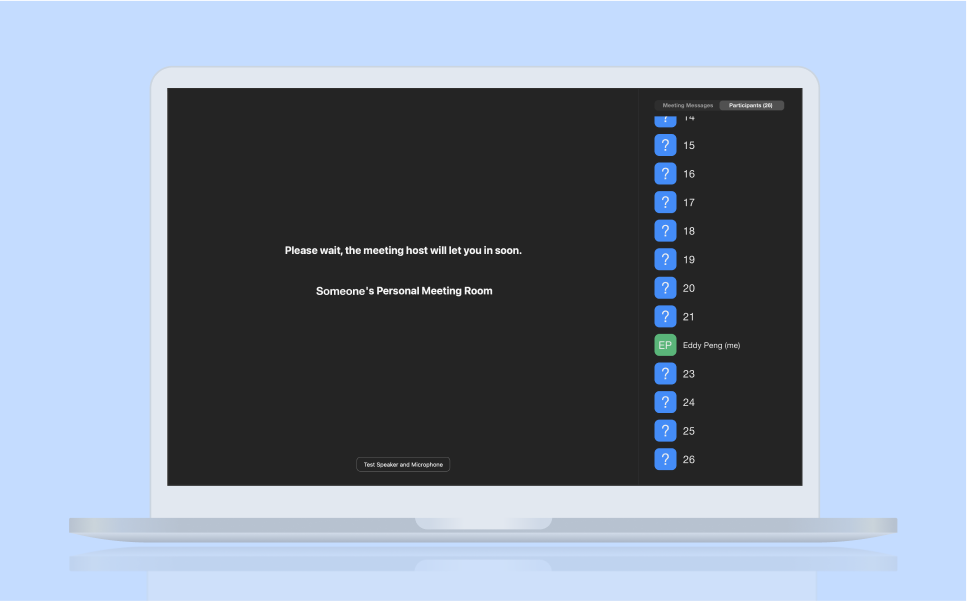 Meeting Messages Participants (26)
? 14
? 15
? 16
? 17
? 18
? 19
? 20
? 21
EP Eddy Peng (me)
? 23
? 24
? 25
? 26
Please wait, the meeting host will let you in soon.
Someone's Personal Meeting Room
Test Speaker and Microphone